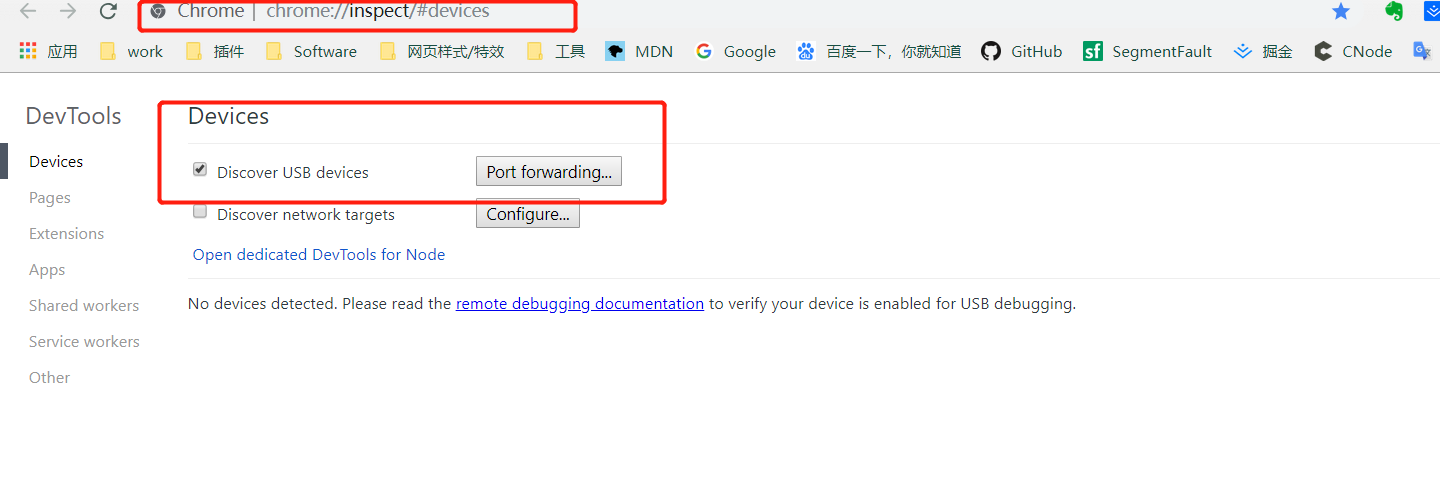 Chrome | chrome://inspect/#devices
应用 work 插件 Software 网页样式/特效 工具 MDN Google 百度一下，你就知道 GitHub sf SegmentFault 掘金 CNode
DevTools
Devices
Devices
Discover USB devices Port forwarding...
Pages
Discover network targets Configure...
Extensions
Open dedicated DevTools for Node
Apps
Shared workers
No devices detected. Please read the remote debugging documentation to verify your device is enabled for USB debugging.
Service workers
Other